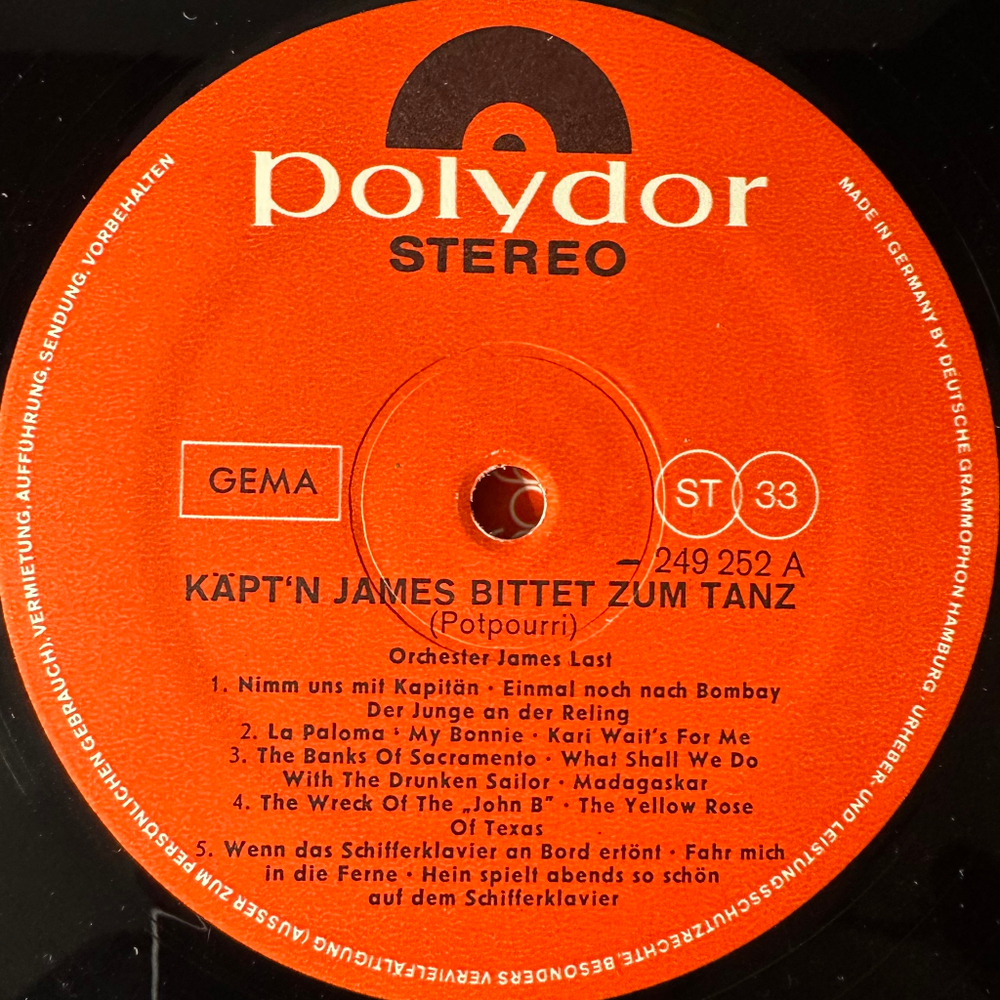 polydor
STEREO
GEMA
ST 33
249 252 A
KÄPT'N JAMES BITTET ZUM TANZ
(Potpourri)
Orchester James Last
1. Nimm uns mit Kapitän · Einmal noch nach Bombay
Der Junge an der Reling
2. La Paloma · My Bonnie · Kari Wait's For Me
3. The Banks Of Sacramento · What Shall We Do
With The Drunken Sailor · Madagaskar
4. The Wreck Of The „John B" · The Yellow Rose
Of Texas
5. Wenn das Schifferklavier an Bord ertönt · Fahr mich
in die Ferne · Hein spielt abends so schön
auf dem Schifferklavier
MADE IN GERMANY BY DEUTSCHE GRAMMOPHON HAMBURG. URHEBER- UND LEISTUNGSSCHUTZRECHTE, BESONDERS VERVIELFÄLTIGUNG (AUSSER ZUM PERSÖNLICHEN GEBRAUCH), VERMIETUNG, AUFFÜHRUNG, SENDUNG, VORBEHALTEN